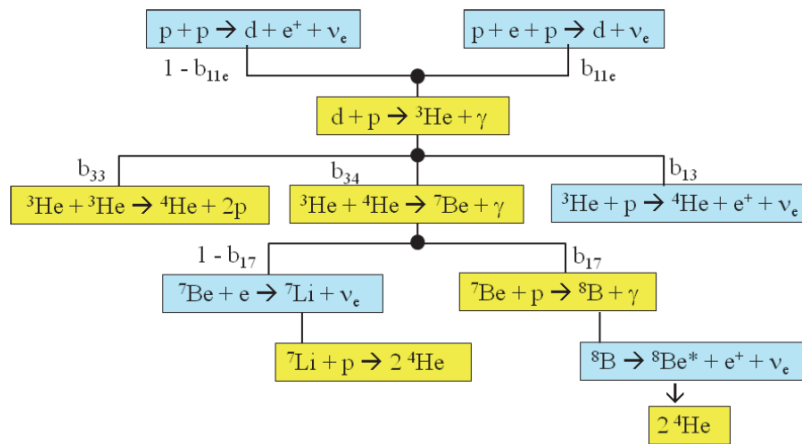 p + p → d + e⁺ + νₑ
p + e + p → d + νₑ
1 - b₁₁ₑ
b₁₁ₑ
d + p → ³He + γ
b₃₃
b₃₄
b₁₃
³He + ³He → ⁴He + 2p
³He + ⁴He → ⁷Be + γ
³He + p → ⁴He + e⁺ + νₑ
1 - b₁₇
b₁₇
⁷Be + e → ⁷Li + νₑ
⁷Be + p → ⁸B + γ
⁷Li + p → 2 ⁴He
⁸B → ⁸Be* + e⁺ + νₑ
2 ⁴He